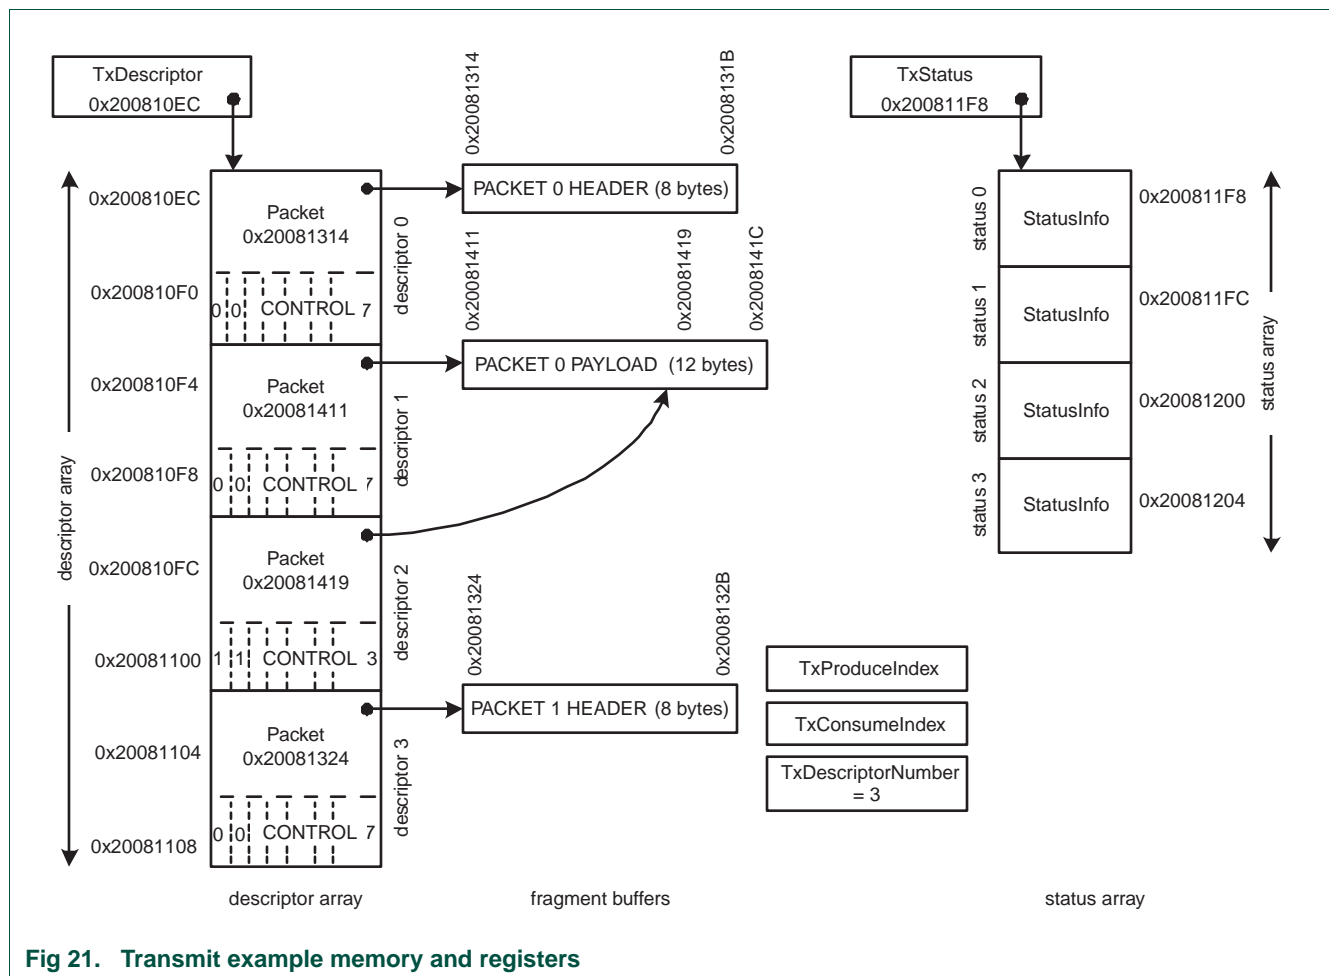 TxDescriptor
0x200810EC
TxStatus
0x200811F8
descriptor array
0x200810EC
0x200810F0
0x200810F4
0x200810F8
0x200810FC
0x20081100
0x20081104
0x20081108
Packet
0x20081314
0 0 CONTROL 7
descriptor 0
Packet
0x20081411
0 0 CONTROL 7
descriptor 1
Packet
0x20081419
1 1 CONTROL 3
descriptor 2
Packet
0x20081324
0 0 CONTROL 7
descriptor 3
0x20081314
0x2008131B
PACKET 0 HEADER (8 bytes)
0x20081411
0x20081419
0x2008141C
PACKET 0 PAYLOAD (12 bytes)
0x20081324
0x2008132B
PACKET 1 HEADER (8 bytes)
status 0
StatusInfo
0x200811F8
status 1
StatusInfo
0x200811FC
status 2
StatusInfo
0x20081200
status 3
StatusInfo
0x20081204
status array
TxProduceIndex
TxConsumeIndex
TxDescriptorNumber
= 3
descriptor array
fragment buffers
status array
Fig 21. Transmit example memory and registers